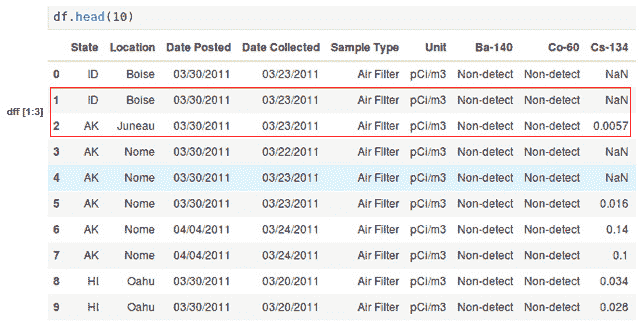 df.head(10)
State Location Date Posted Date Collected Sample Type Unit Ba-140 Co-60 Cs-134
0 ID Boise 03/30/2011 03/23/2011 Air Filter pCi/m3 Non-detect Non-detect NaN
dff [1:3]
1 ID Boise 03/30/2011 03/23/2011 Air Filter pCi/m3 Non-detect Non-detect NaN
2 AK Juneau 03/30/2011 03/23/2011 Air Filter pCi/m3 Non-detect Non-detect 0.0057
3 AK Nome 03/30/2011 03/22/2011 Air Filter pCi/m3 Non-detect Non-detect NaN
4 AK Nome 03/30/2011 03/23/2011 Air Filter pCi/m3 Non-detect Non-detect NaN
5 AK Nome 03/30/2011 03/23/2011 Air Filter pCi/m3 Non-detect Non-detect 0.016
6 AK Nome 04/04/2011 03/24/2011 Air Filter pCi/m3 Non-detect Non-detect 0.14
7 AK Nome 04/04/2011 03/24/2011 Air Filter pCi/m3 Non-detect Non-detect 0.1
8 HI Oahu 03/30/2011 03/20/2011 Air Filter pCi/m3 Non-detect Non-detect 0.034
9 HI Oahu 03/30/2011 03/20/2011 Air Filter pCi/m3 Non-detect Non-detect 0.028